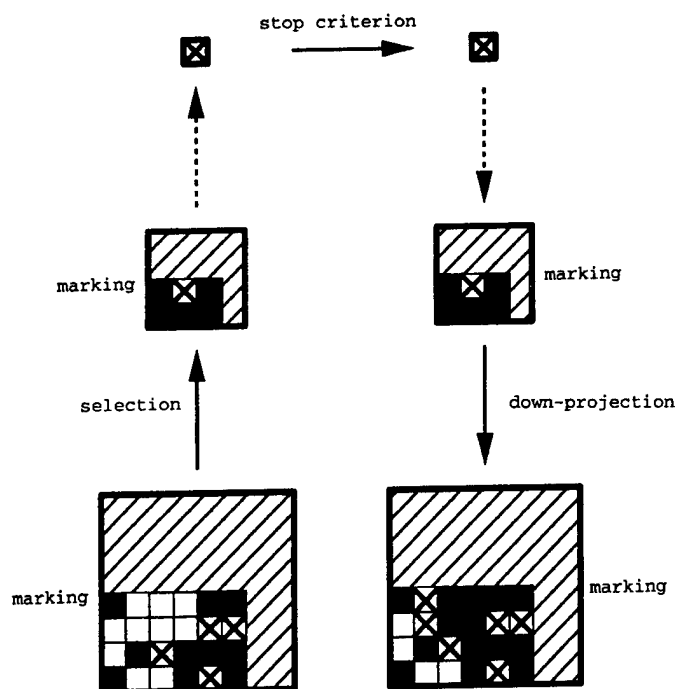 stop criterion
marking
marking
selection
down-projection
marking
marking